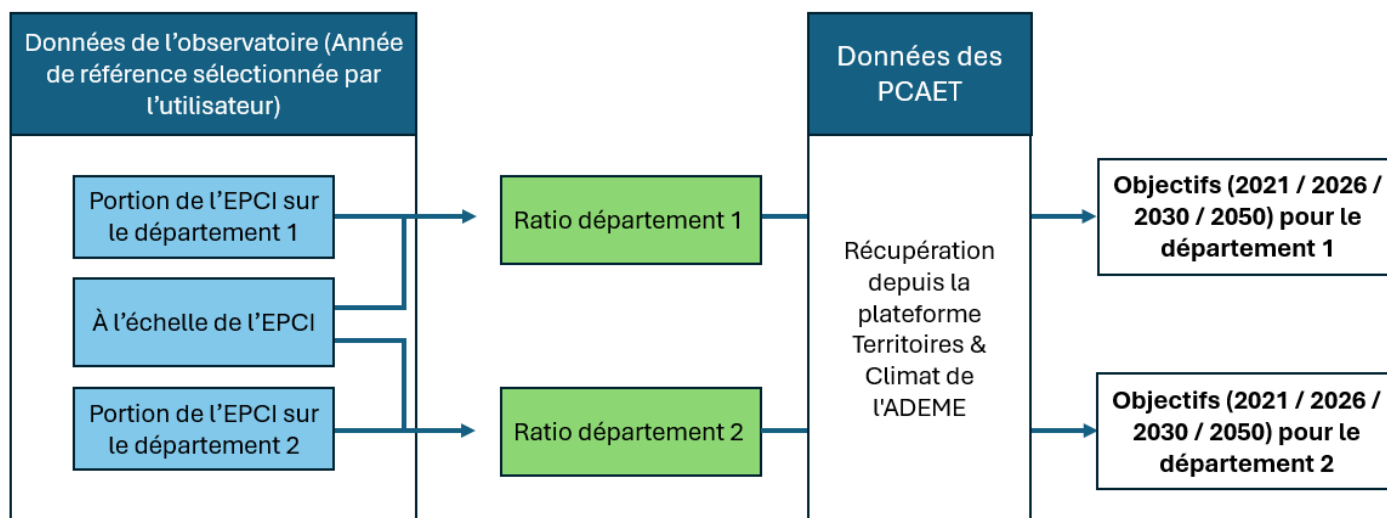 Données de l’observatoire (Année
de référence sélectionnée par
l’utilisateur)
Portion de l’EPCI sur
le département 1
À l’échelle de l’EPCI
Portion de l’EPCI sur
le département 2
Ratio département 1
Ratio département 2
Données des
PCAET
Récupération
depuis la
plateforme
Territoires &
Climat de
l'ADEME
Objectifs (2021 / 2026 /
2030 / 2050) pour le
département 1
Objectifs (2021 / 2026 /
2030 / 2050) pour le
département 2